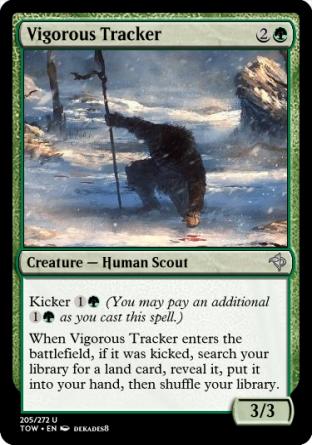 Vigorous Tracker 2
Creature — Human Scout
Kicker 1 (You may pay an additional
1 as you cast this spell.)
When Vigorous Tracker enters the
battlefield, if it was kicked, search your
library for a land card, reveal it, put it
into your hand, then shuffle your library.
3/3
205/272 U
TOW • EN DEKADES8